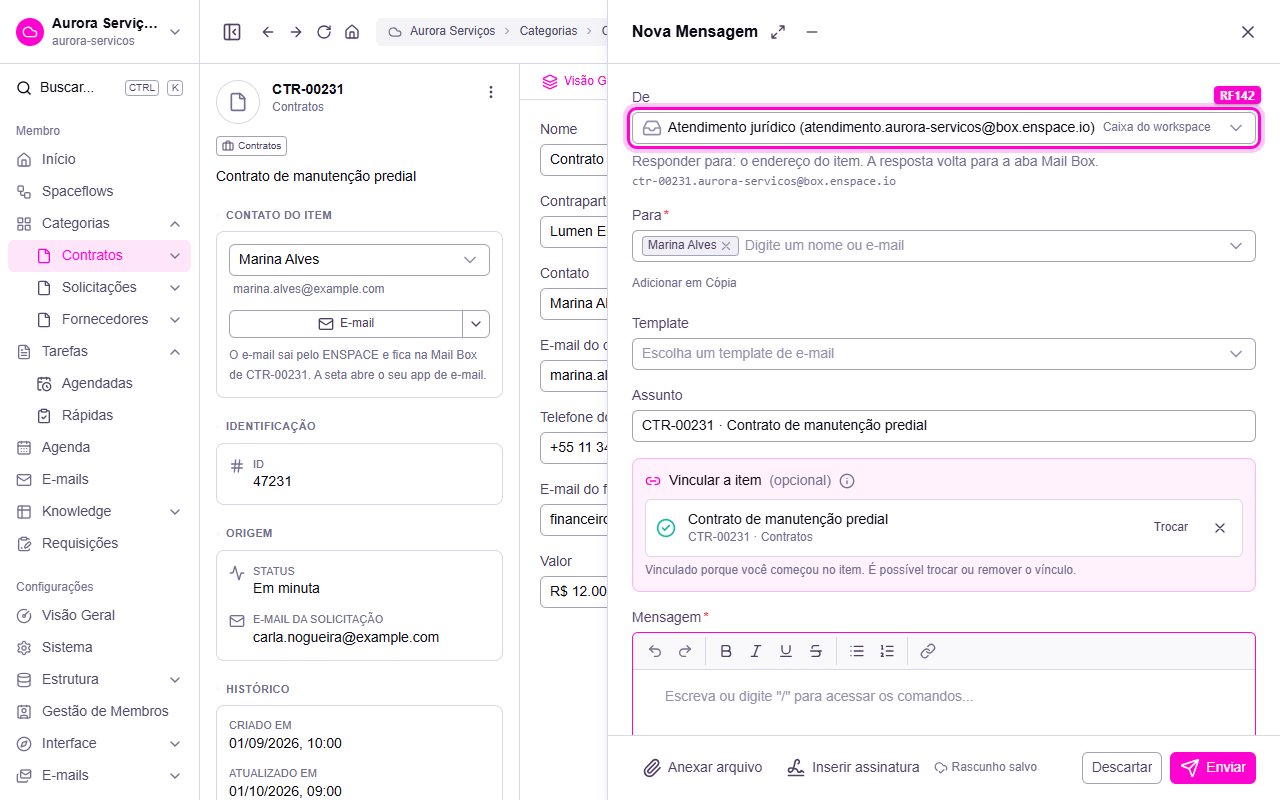 Aurora Serviç...
aurora-servicos
Buscar...
CTRL
K
Membro
Início
Spaceflows
Categorias
Contratos
Solicitações
Fornecedores
Tarefas
Agendadas
Rápidas
Agenda
E-mails
Knowledge
Requisições
Configurações
Visão Geral
Sistema
Estrutura
Gestão de Membros
Interface
E-mails
Aurora Serviços
Categorias
CTR-00231
Contratos
Contratos
Contrato de manutenção predial
CONTATO DO ITEM
Marina Alves
marina.alves@example.com
E-mail
O e-mail sai pelo ENSPACE e fica na Mail Box
de CTR-00231. A seta abre o seu app de e-mail.
IDENTIFICAÇÃO
ID
47231
ORIGEM
STATUS
Em minuta
E-MAIL DA SOLICITAÇÃO
carla.nogueira@example.com
HISTÓRICO
CRIADO EM
01/09/2026, 10:00
ATUALIZADO EM
01/10/2026, 09:00
Visão G
Nome
Contrato
Contrapart
Lumen E
Contato
Marina Al
E-mail do c
marina.al
Telefone do
+55 11 34
E-mail do f
financeiro
Valor
R$ 12.00
Nova Mensagem
De
RF142
Atendimento jurídico (atendimento.aurora-servicos@box.enspace.io) Caixa do workspace
Responder para: o endereço do item. A resposta volta para a aba Mail Box.
ctr-00231.aurora-servicos@box.enspace.io
Para*
Marina Alves
Digite um nome ou e-mail
Adicionar em Cópia
Template
Escolha um template de e-mail
Assunto
CTR-00231 · Contrato de manutenção predial
Vincular a item (opcional)
Contrato de manutenção predial
CTR-00231 · Contratos
Trocar
Vinculado porque você começou no item. É possível trocar ou remover o vínculo.
Mensagem*
Escreva ou digite "/" para acessar os comandos...
Anexar arquivo
Inserir assinatura
Rascunho salvo
Descartar
Enviar